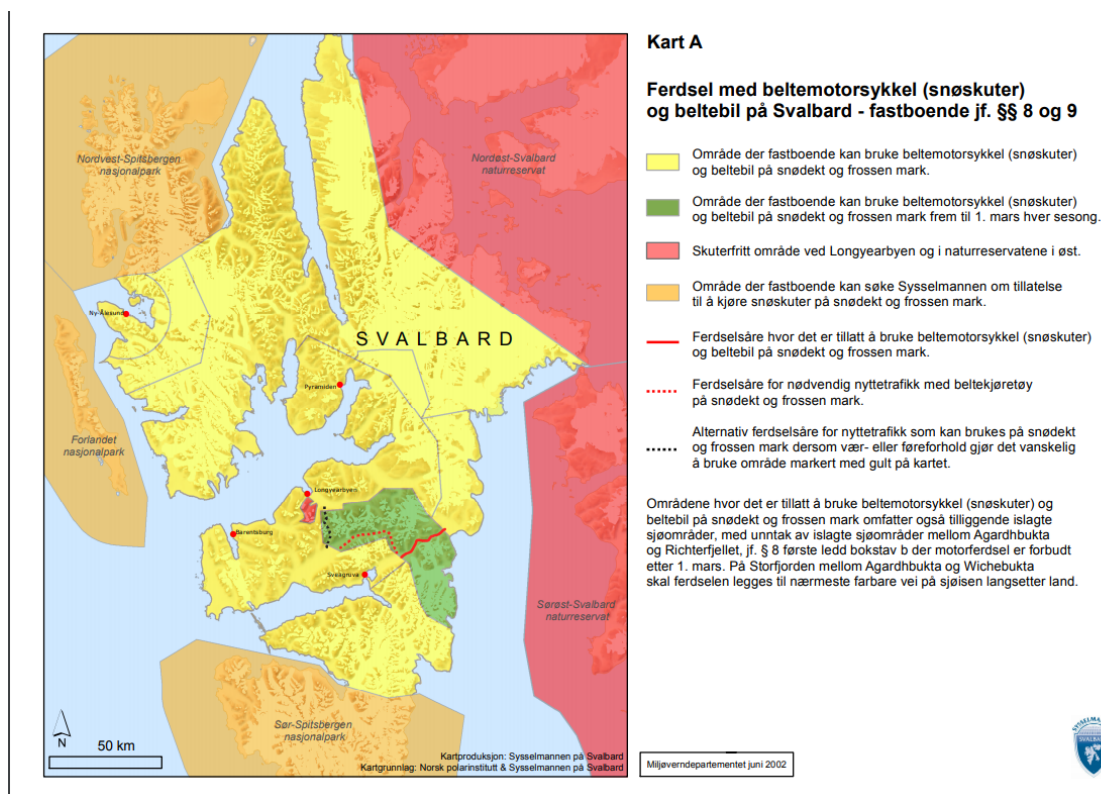 Kart A
Ferdsel med beltemotorsykkel (snøskuter)
og beltebil på Svalbard - fastboende jf. §§ 8 og 9
Område der fastboende kan bruke beltemotorsykkel (snøskuter)
og beltebil på snødekt og frossen mark.
Område der fastboende kan bruke beltemotorsykkel (snøskuter)
og beltebil på snødekt og frossen mark frem til 1. mars hver sesong.
Skuterfritt område ved Longyearbyen og i naturreservatene i øst.
Område der fastboende kan søke Sysselmannen om tillatelse
til å kjøre snøskuter på snødekt og frossen mark.
Ferdselsåre hvor det er tillatt å bruke beltemotorsykkel (snøskuter)
og beltebil på snødekt og frossen mark.
Ferdselsåre for nødvendig nyttetrafikk med beltekjøretøy
på snødekt og frossen mark.
Alternativ ferdselsåre for nyttetrafikk som kan brukes på snødekt
og frossen mark dersom vær- eller føreforhold gjør det vanskelig
å bruke område markert med gult på kartet.
Områdene hvor det er tillatt å bruke beltemotorsykkel (snøskuter) og
beltebil på snødekt og frossen mark omfatter også tilliggende islagte
sjøområder, med unntak av islagte sjøområder mellom Agardhbukta
og Richterfjellet, jf. § 8 første ledd bokstav b der motorferdsel er forbudt
etter 1. mars. På Storfjorden mellom Agardhbukta og Wichebukta
skal ferdselen legges til nærmeste farbare vei på sjøisen langsetter land.
Miljøverndepartementet juni 2002
Nordvest-Spitsbergen
nasjonalpark
Nordøst-Svalbard
naturreservat
Ny-Ålesund
SVALBARD
Pyramiden
Forlandet
nasjonalpark
Longyearbyen
Barentsburg
Sveagruva
Sørøst-Svalbard
naturreservat
Sør-Spitsbergen
nasjonalpark
N
50 km
Kartproduksjon: Sysselmannen på Svalbard
Kartgrunnlag: Norsk polarinstitutt & Sysselmannen på Svalbard